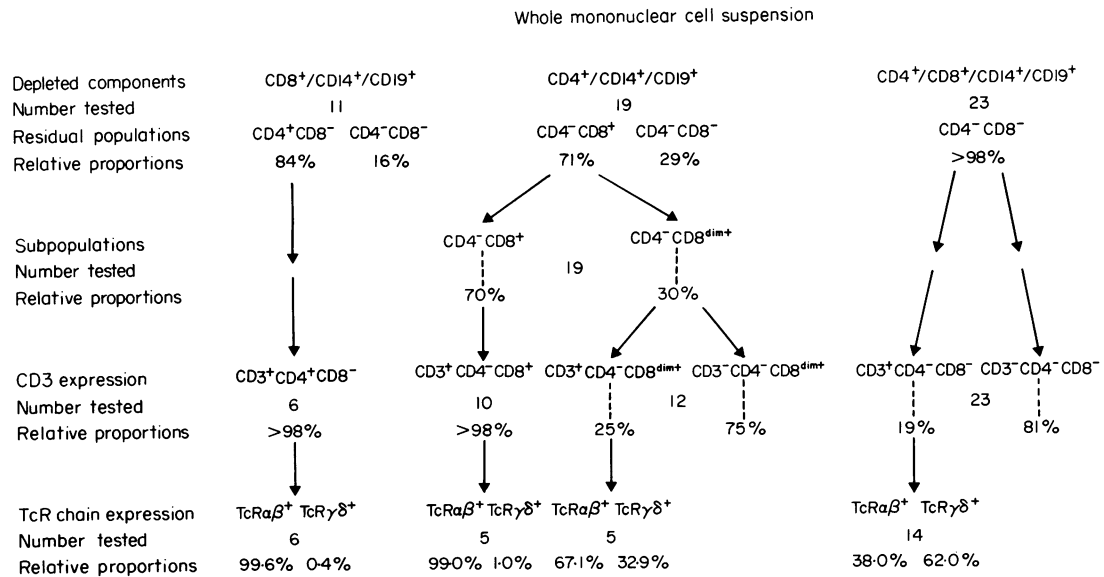 Whole mononuclear cell suspension
Depleted components CD8⁺/CD14⁺/CD19⁺ CD4⁺/CD14⁺/CD19⁺ CD4⁺/CD8⁺/CD14⁺/CD19⁺
Number tested 11 19 23
Residual populations CD4⁺CD8⁻ CD4⁻CD8⁻ CD4⁻CD8⁺ CD4⁻CD8⁻ CD4⁻CD8⁻
Relative proportions 84% 16% 71% 29% >98%
Subpopulations CD4⁻CD8⁺ CD4⁻CD8ᵈⁱᵐ⁺
Number tested 19
Relative proportions 70% 30%
CD3 expression CD3⁺CD4⁺CD8⁻ CD3⁺CD4⁻CD8⁺ CD3⁺CD4⁻CD8ᵈⁱᵐ⁺ CD3⁻CD4⁻CD8ᵈⁱᵐ⁺ CD3⁺CD4⁻CD8⁻ CD3⁻CD4⁻CD8⁻
Number tested 6 10 12 23
Relative proportions >98% >98% 25% 75% 19% 81%
TcR chain expression TcRαβ⁺ TcRγδ⁺ TcRαβ⁺ TcRγδ⁺ TcRαβ⁺ TcRγδ⁺ TcRαβ⁺ TcRγδ⁺
Number tested 6 5 5 14
Relative proportions 99·6% 0·4% 99·0% 1·0% 67·1% 32·9% 38·0% 62·0%